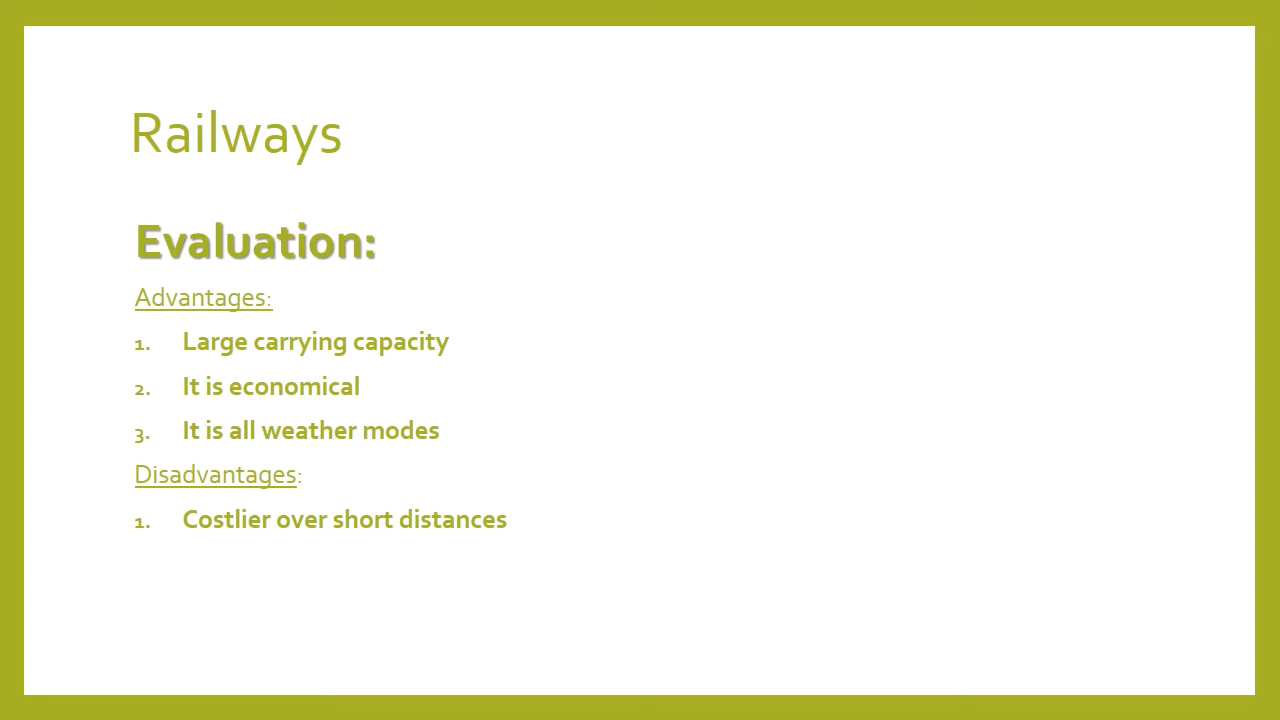 Railways
Evaluation:
Advantages:
1. Large carrying capacity
2. It is economical
3. It is all weather modes
Disadvantages:
1. Costlier over short distances